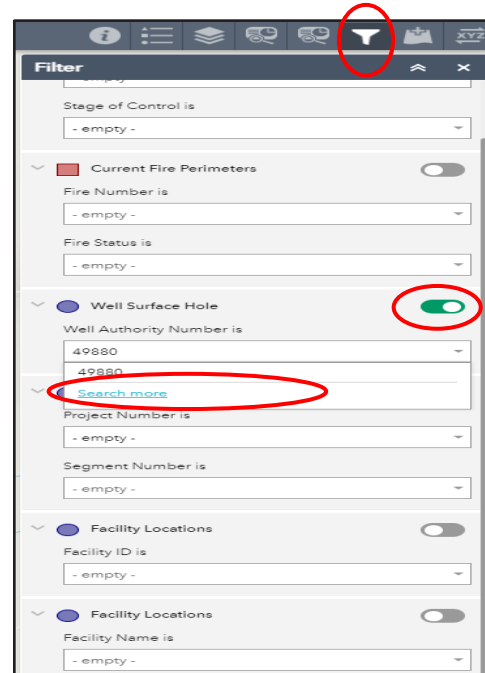 XYZ
Filter
Stage of Control is
- empty -
Current Fire Perimeters
Fire Number is
- empty -
Fire Status is
- empty -
Well Surface Hole
Well Authority Number is
49880
49880
Search more
Project Number is
- empty -
Segment Number is
- empty -
Facility Locations
Facility ID is
- empty -
Facility Locations
Facility Name is
- empty -